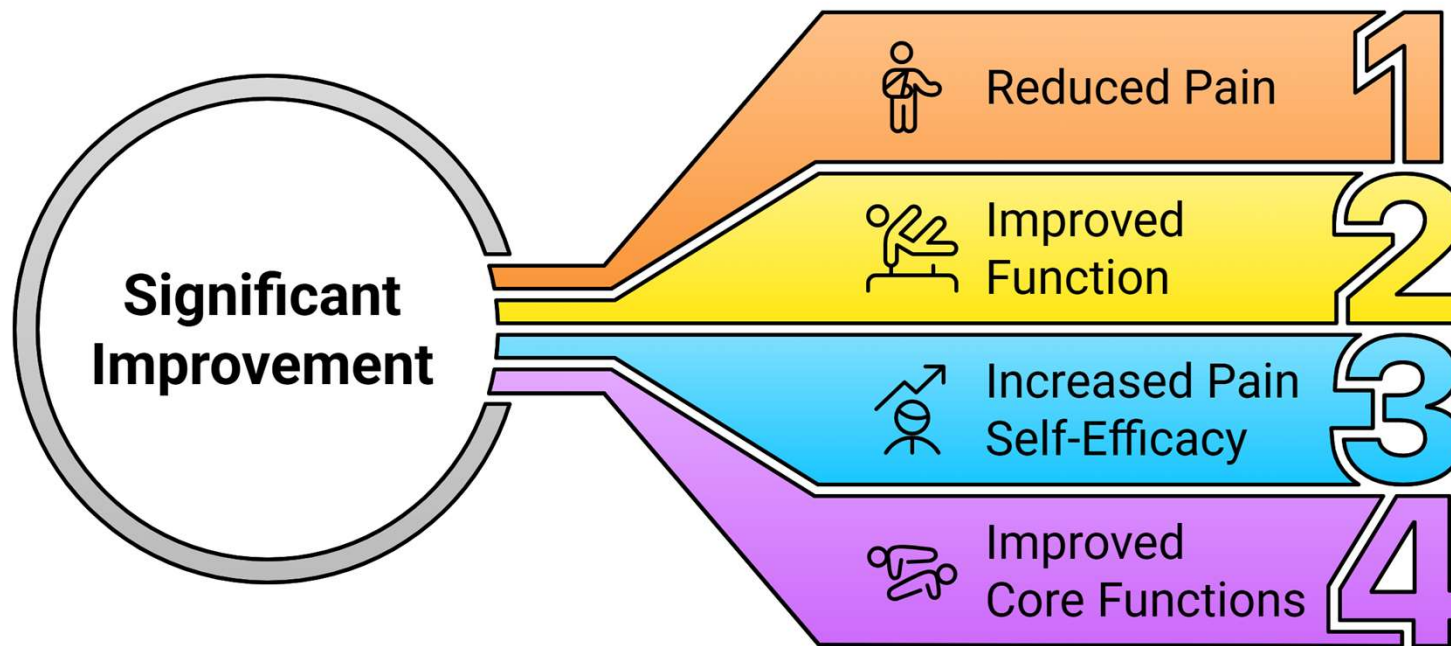 Significant
Improvement
Reduced Pain
1
Improved
Function
2
Increased Pain
Self-Efficacy
3
Improved
Core Functions
4